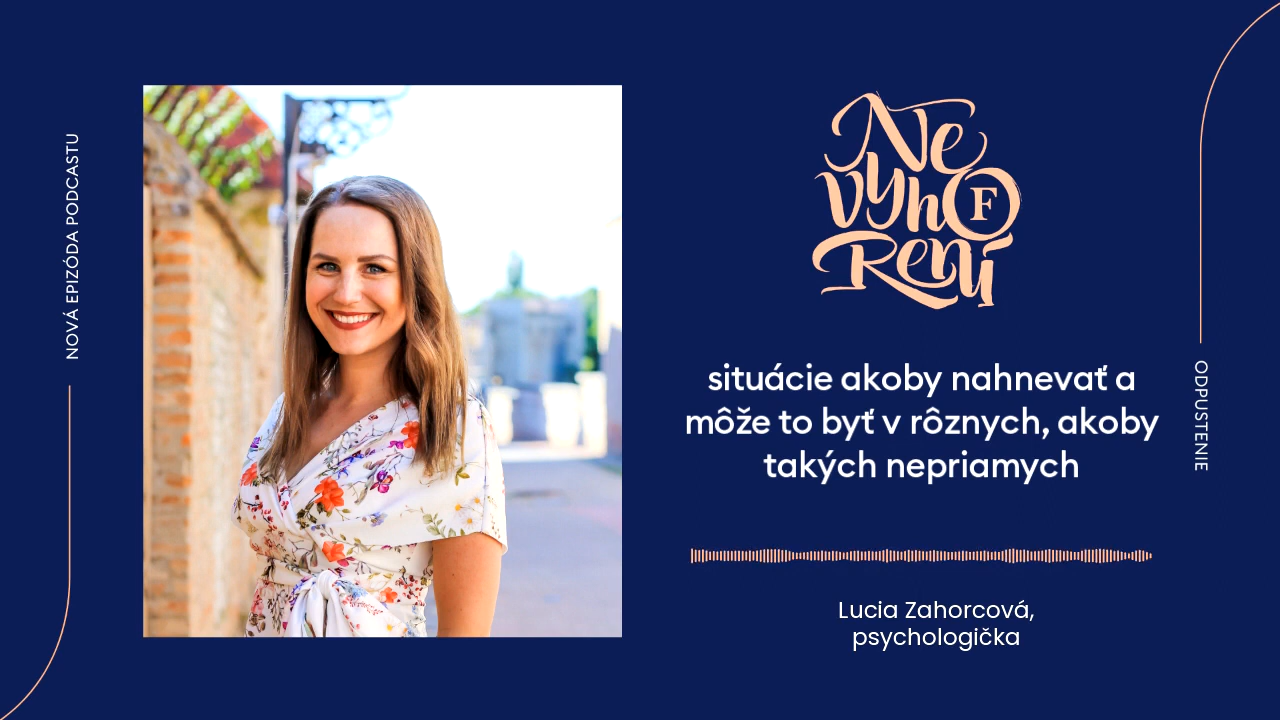 NOVÁ EPIZÓDA PODCASTU
Ne
vyho
F
Rení
situácie akoby nahnevať a
môže to byť v rôznych, akoby
takých nepriamych
ODPUSTENIE
Lucia Zahorcová,
psychologička